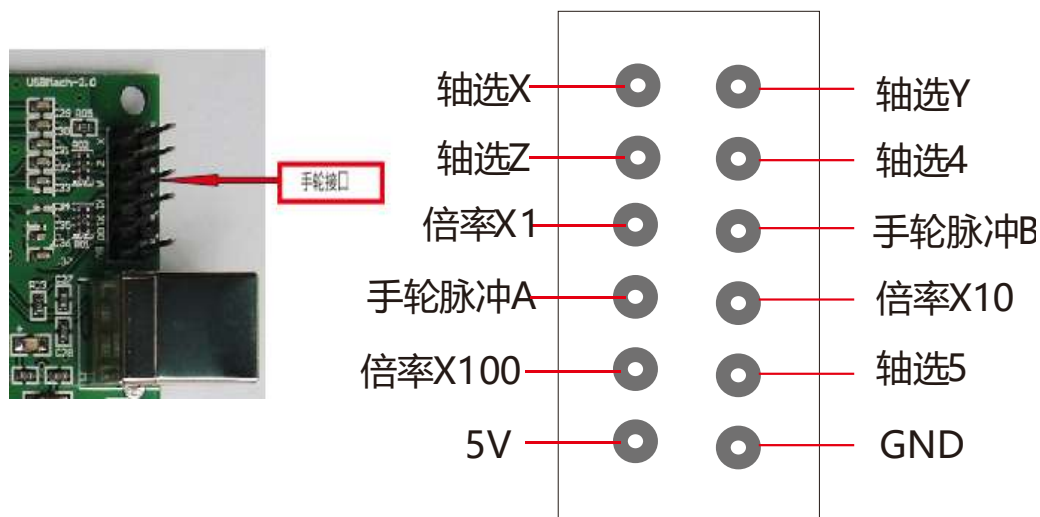 USBMach-2.0
手轮接口
轴选X
轴选Y
轴选Z
轴选4
倍率X1
手轮脉冲B
手轮脉冲A
倍率X10
倍率X100
轴选5
5V
GND